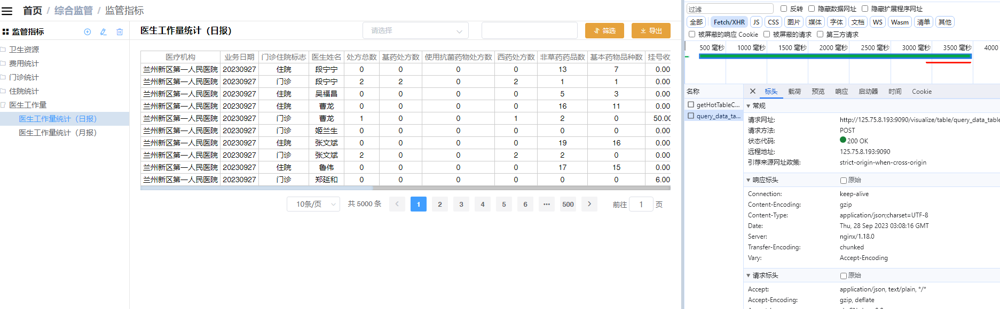 首页 / 综合监管 / 监管指标
监管指标
卫生资源
费用统计
门诊统计
住院统计
医生工作量
医生工作量统计（日报）
医生工作量统计（月报）
医生工作量统计（日报）
请选择
筛选
导出
医疗机构 业务日期 门诊住院标志 医生姓名 处方总数 基药处方数 使用抗菌药物处方数 西药处方数 非草药药品数 基本药物品种数 挂号收
兰州新区第一人民医院 20230927 住院 段宁宁 0 0 0 0 13 7 0.00
兰州新区第一人民医院 20230927 门诊 段宁宁 2 2 0 2 1 1 0.00
兰州新区第一人民医院 20230927 住院 吴福昌 0 0 0 0 5 3 0.00
兰州新区第一人民医院 20230927 住院 曹龙 0 0 0 0 16 11 0.00
兰州新区第一人民医院 20230927 门诊 曹龙 1 0 0 1 2 0 50.00
兰州新区第一人民医院 20230927 门诊 姬兰生 0 0 0 0 0 0 0.00
兰州新区第一人民医院 20230927 住院 张文斌 0 0 0 0 19 16 0.00
兰州新区第一人民医院 20230927 门诊 张文斌 2 0 0 2 2 0 0.00
兰州新区第一人民医院 20230927 住院 鲁伟 0 0 0 0 17 15 0.00
兰州新区第一人民医院 20230927 门诊 郑延和 0 0 0 0 0 0 6.00
10条/页 共 5000 条 < 1 2 3 4 5 6 ••• 500 > 前往 1 页
过滤 反转 隐藏数据网址 隐藏扩展程序网址
全部 Fetch/XHR JS CSS 图片 媒体 字体 文档 WS Wasm 清单 其他
被屏蔽的响应 Cookie 被屏蔽的请求 第三方请求
500 毫秒 1000 毫秒 1500 毫秒 2000 毫秒 2500 毫秒 3000 毫秒 3500 毫秒 4000
名称
getHotTableC...
query_data_ta...
标头 载荷 预览 响应 启动器 时间 Cookie
常规
请求网址: http://125.75.8.193:9090/visualize/table/query_data_table
请求方法: POST
状态代码: 200 OK
远程地址: 125.75.8.193:9090
引荐来源网址政策: strict-origin-when-cross-origin
响应标头 原始
Connection: keep-alive
Content-Encoding: gzip
Content-Type: application/json;charset=UTF-8
Date: Thu, 28 Sep 2023 03:08:16 GMT
Server: nginx/1.18.0
Transfer-Encoding: chunked
Vary: Accept-Encoding
请求标头 原始
Accept: application/json, text/plain, */*
Accept-Encoding: gzip, deflate